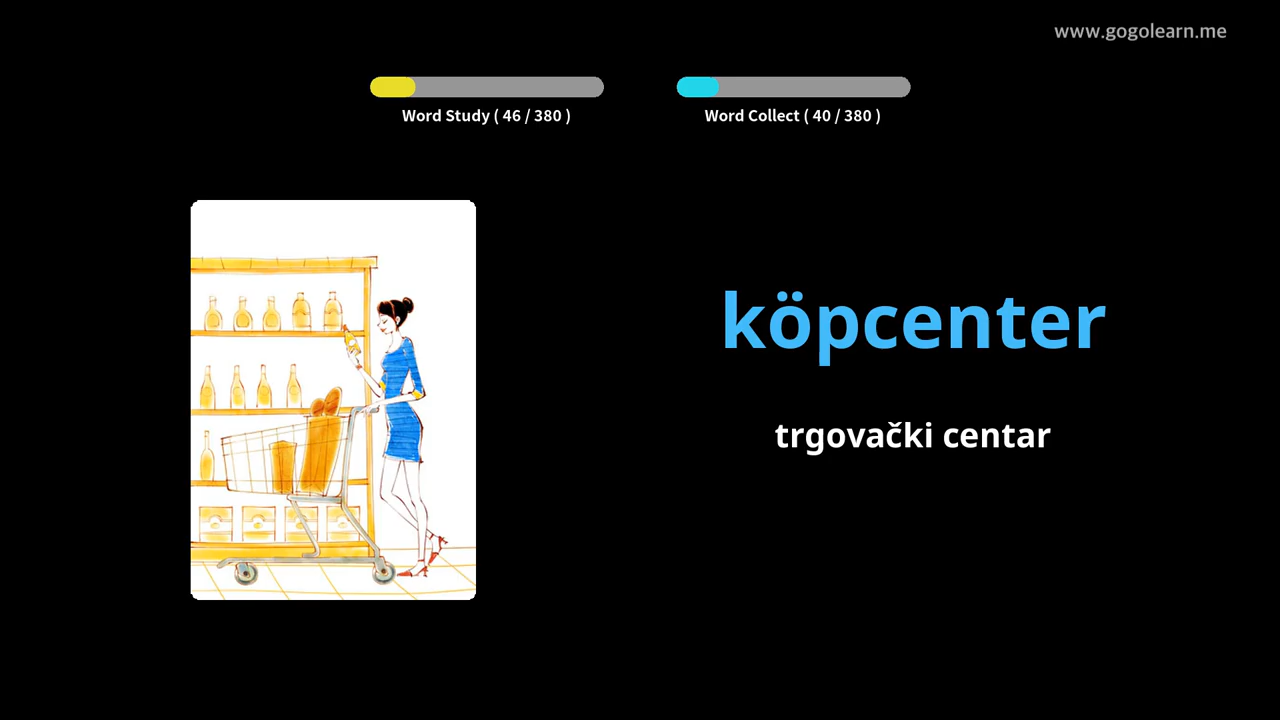 www.gogolearn.me
Word Study ( 46 / 380 )
Word Collect ( 40 / 380 )
köpcenter
trgovački centar